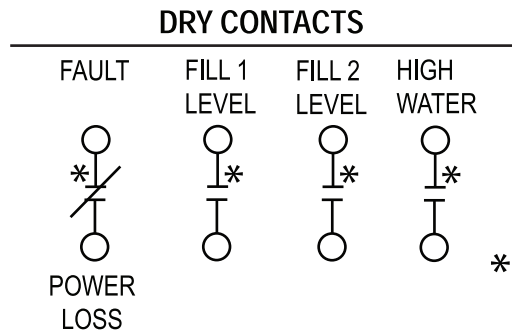 DRY CONTACTS
FAULT
FILL 1
LEVEL
FILL 2
LEVEL
HIGH
WATER
*
*
*
*
*
POWER
LOSS